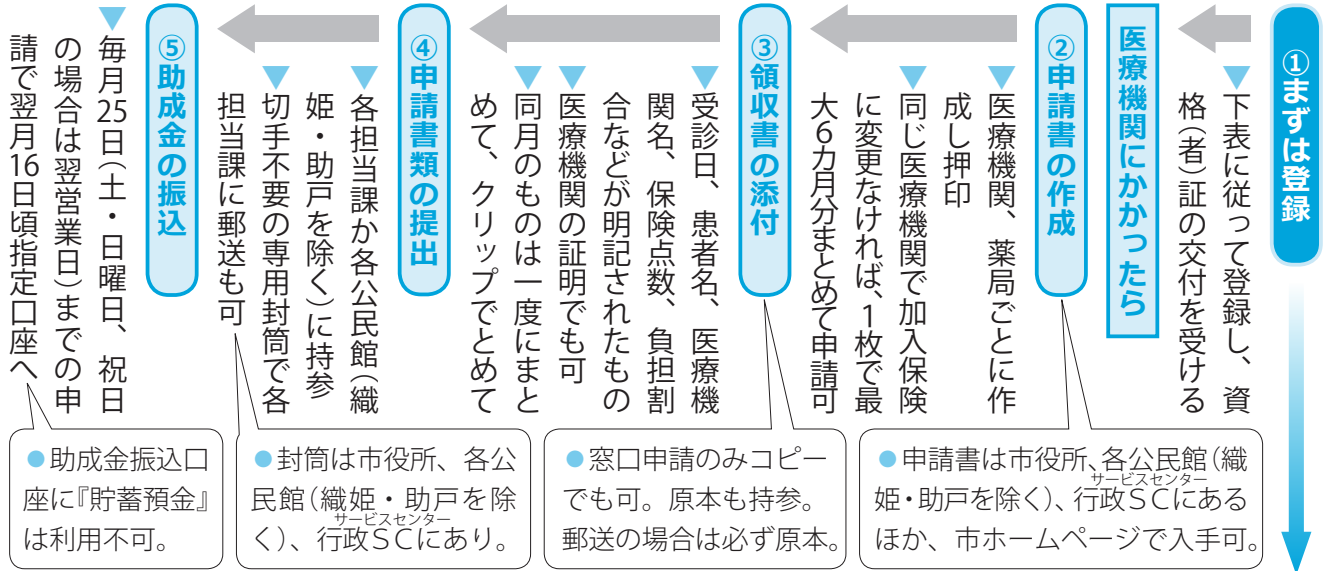 ①まずは登録
▼下表に従って登録し、資
格(者)証の交付を受ける
医療機関にかかったら
②申請書の作成
▼医療機関、薬局ごとに作
成し押印
▼同じ医療機関で加入保険
に変更なければ、1枚で最
大6カ月分まとめて申請可
●申請書は市役所、各公民館(織
姫・助戸を除く)、行政SCにある
サービスセンター
ほか、市ホームページで入手可。
③領収書の添付
▼受診日、患者名、医療機
関名、保険点数、負担割
合などが明記されたもの
▼医療機関の証明でも可
▼同月のものは一度にまと
めて、クリップでとめて
●窓口申請のみコピー
でも可。原本も持参。
郵送の場合は必ず原本。
④申請書類の提出
▼各担当課か各公民館(織
姫・助戸を除く)に持参
▼切手不要の専用封筒で各
担当課に郵送も可
●封筒は市役所、各公
民館(織姫・助戸を除
く)、行政SCにあり。
サービスセンター
⑤助成金の振込
▼毎月25日(土・日曜日、祝日
の場合は翌営業日)までの申
請で翌月16日頃指定口座へ
●助成金振込口
座に『貯蓄預金』
は利用不可。